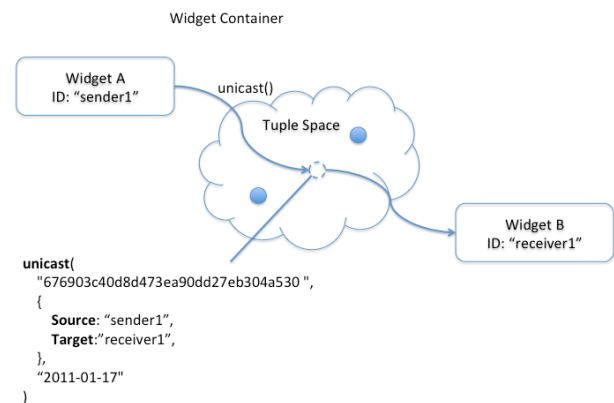 Widget Container
Widget A
ID: “sender1”
unicast()
Tuple Space
Widget B
ID: “receiver1”
unicast(
"676903c40d8d473ea90dd27eb304a530 ",
{
Source: “sender1”,
Target:”receiver1”,
},
“2011-01-17"
)